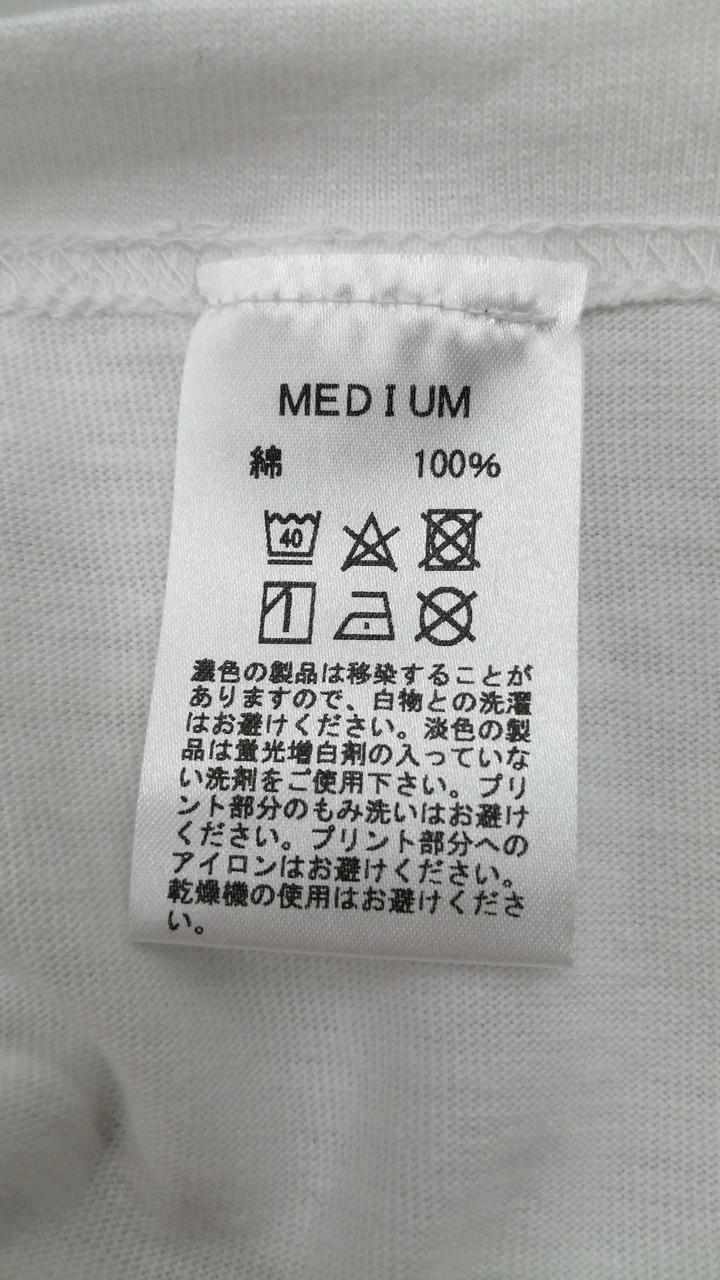 MEDIUM
綿 100%
40
濃色の製品は移染することが
ありますので、白物との洗濯
はお避けください。淡色の製
品は蛍光増白剤の入っていな
い洗剤をご使用下さい。プリ
ント部分のもみ洗いはお避け
ください。プリント部分への
アイロンはお避けください。
乾燥機の使用はお避けくださ
い。